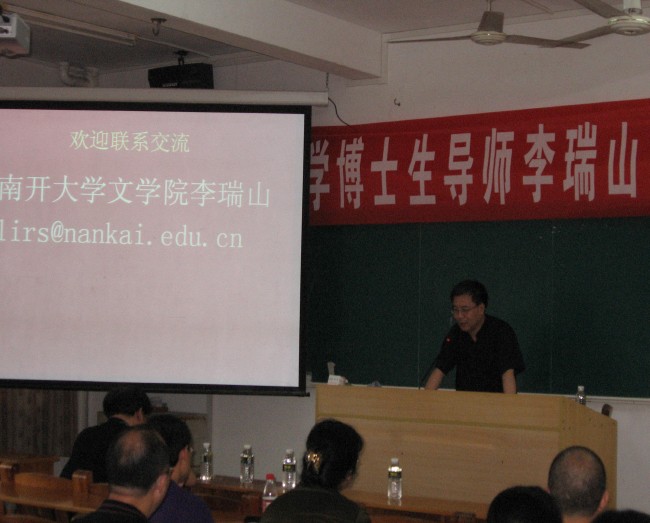 欢迎联系交流
南开大学文学院李瑞山
lirs@nankai.edu.cn
学博士生导师李瑞山